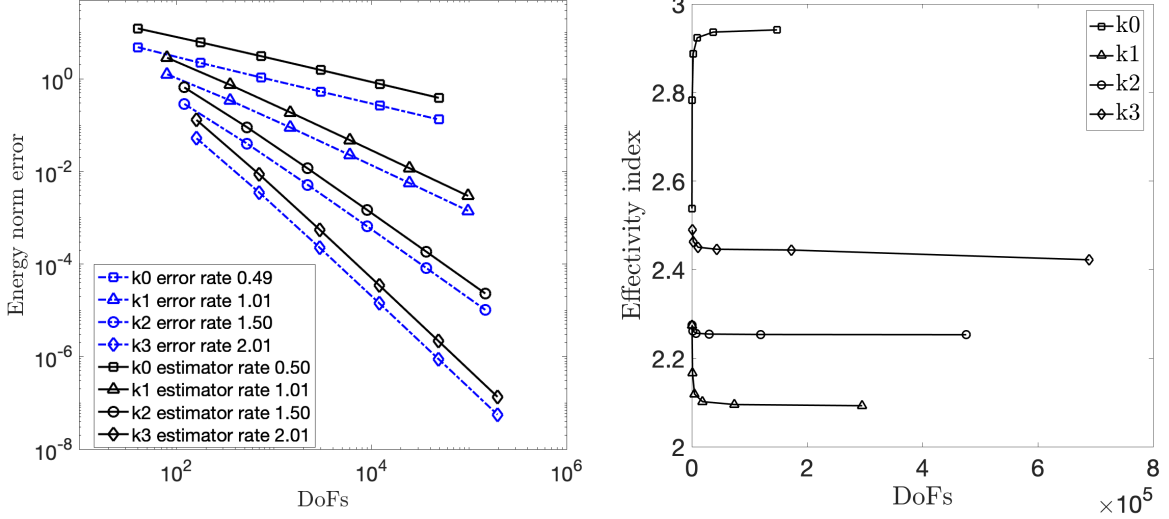 10^0
10^-2
10^-4
10^-6
10^-8
Energy norm error
k0 error rate 0.49
k1 error rate 1.01
k2 error rate 1.50
k3 error rate 2.01
k0 estimator rate 0.50
k1 estimator rate 1.01
k2 estimator rate 1.50
k3 estimator rate 2.01
10^2 10^4 10^6
DoFs
3
2.8
2.6
2.4
2.2
2
Effectivity index
k0
k1
k2
k3
0 2 4 6 8
DoFs
×10^5